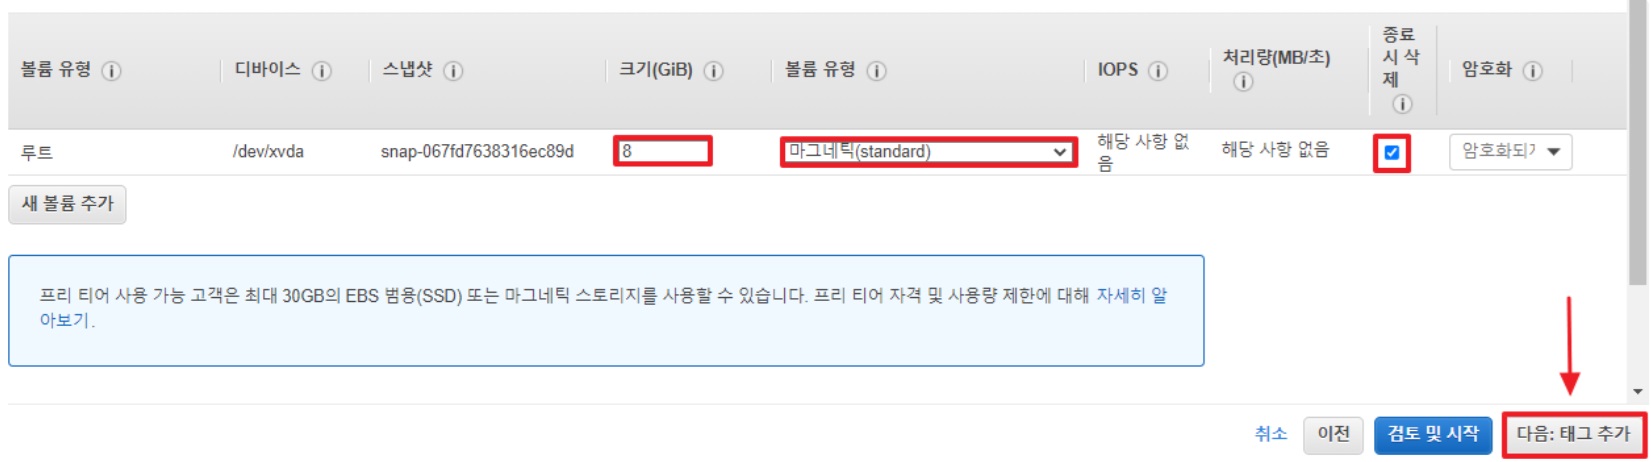 볼륨 유형
디바이스
스냅샷
크기(GiB)
볼륨 유형
IOPS
처리량(MB/초)
종료
시 삭
제
암호화
루트
/dev/xvda
snap-067fd7638316ec89d
8
마그네틱(standard)
해당 사항 없
음
해당 사항 없음
새 볼륨 추가
프리 티어 사용 가능 고객은 최대 30GB의 EBS 범용(SSD) 또는 마그네틱 스토리지를 사용할 수 있습니다. 프리 티어 자격 및 사용량 제한에 대해 자세히 알
아보기.
취소
이전
검토 및 시작
다음: 태그 추가